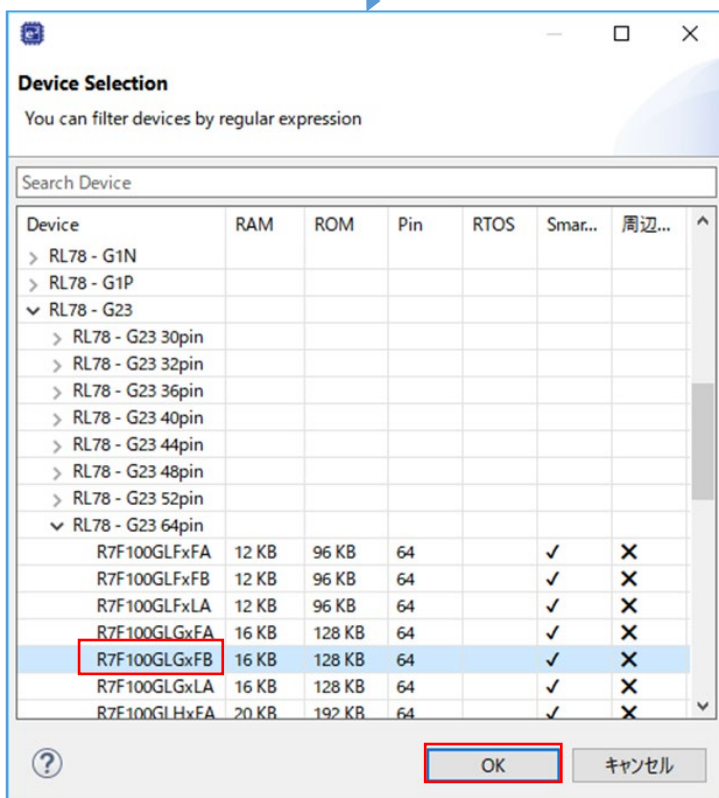 Device Selection
You can filter devices by regular expression
Search Device
Device RAM ROM Pin RTOS Smar... 周辺...
RL78 - G1N
RL78 - G1P
RL78 - G23
RL78 - G23 30pin
RL78 - G23 32pin
RL78 - G23 36pin
RL78 - G23 40pin
RL78 - G23 44pin
RL78 - G23 48pin
RL78 - G23 52pin
RL78 - G23 64pin
R7F100GLFxFA 12 KB 96 KB 64 ✓ ✕
R7F100GLFxFB 12 KB 96 KB 64 ✓ ✕
R7F100GLFxLA 12 KB 96 KB 64 ✓ ✕
R7F100GLGxFA 16 KB 128 KB 64 ✓ ✕
R7F100GLGxFB 16 KB 128 KB 64 ✓ ✕
R7F100GLGxLA 16 KB 128 KB 64 ✓ ✕
R7F100GLHxFA 20 KB 192 KB 64 ✓ ✕
OK キャンセル